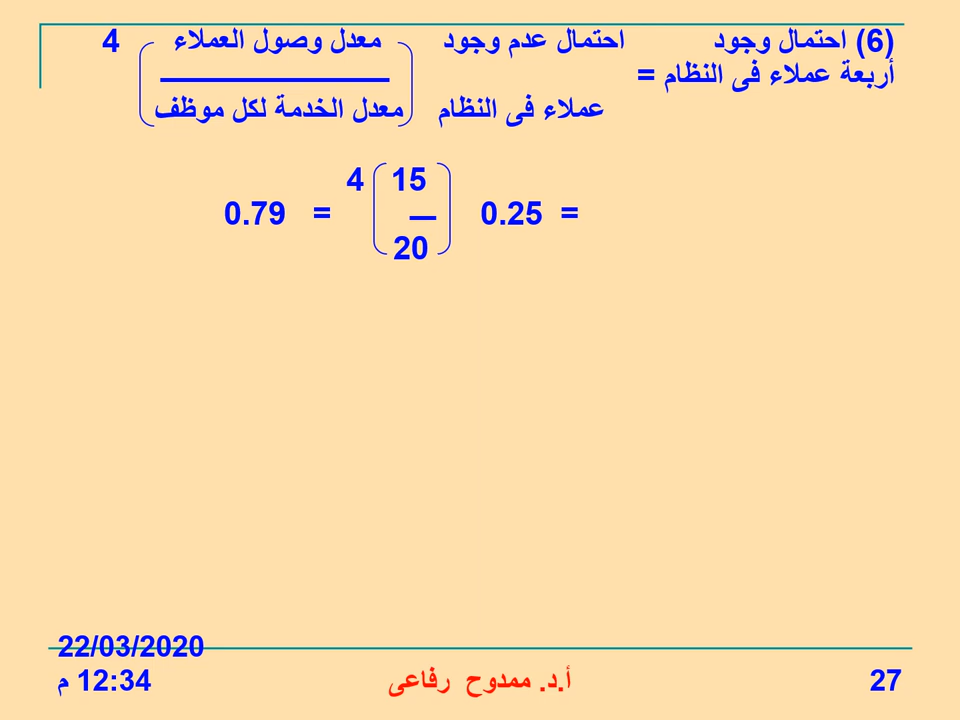 (6) احتمال وجود احتمال عدم وجود معدل وصول العملاء 4
أربعة عملاء فى النظام =
عملاء فى النظام معدل الخدمة لكل موظف
4 15
= 0.25 = 0.79
20
22/03/2020
12:34 م
أ.د. ممدوح رفاعى
27